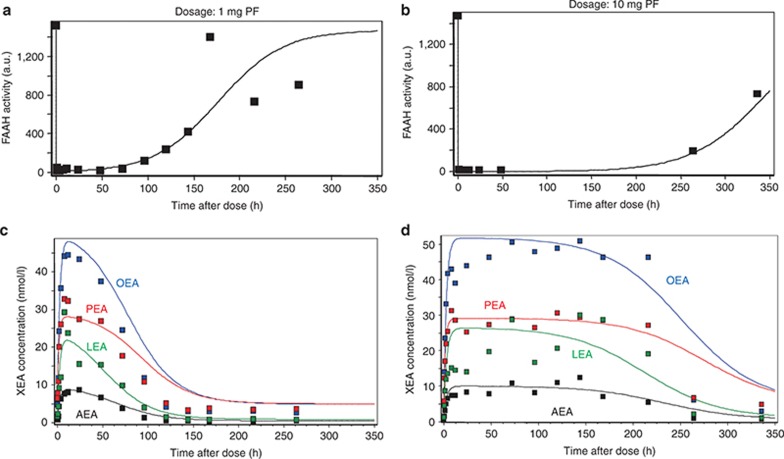 a
Dosage: 1 mg PF
FAAH activity (a.u.)
1,200
800
400
0
0 50 100 150 200 250 300 350
Time after dose (h)
b
Dosage: 10 mg PF
FAAH activity (a.u.)
1,200
800
400
0
0 50 100 150 200 250 300 350
Time after dose (h)
c
XEA concentration (nmol/l)
40
30
20
10
0
OEA
PEA
LEA
AEA
0 50 100 150 200 250 300 350
Time after dose (h)
d
XEA concentration (nmol/l)
50
40
30
20
10
0
OEA
PEA
LEA
AEA
0 50 100 150 200 250 300 350
Time after dose (h)